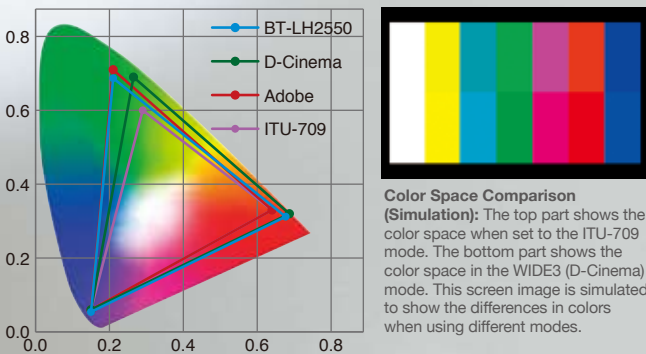 0.8
0.6
0.4
0.2
0.0
0.0
0.2
0.4
0.6
0.8
BT-LH2550
D-Cinema
Adobe
ITU-709
Color Space Comparison
(Simulation): The top part shows the
color space when set to the ITU-709
mode. The bottom part shows the
color space in the WIDE3 (D-Cinema)
mode. This screen image is simulated
to show the differences in colors
when using different modes.